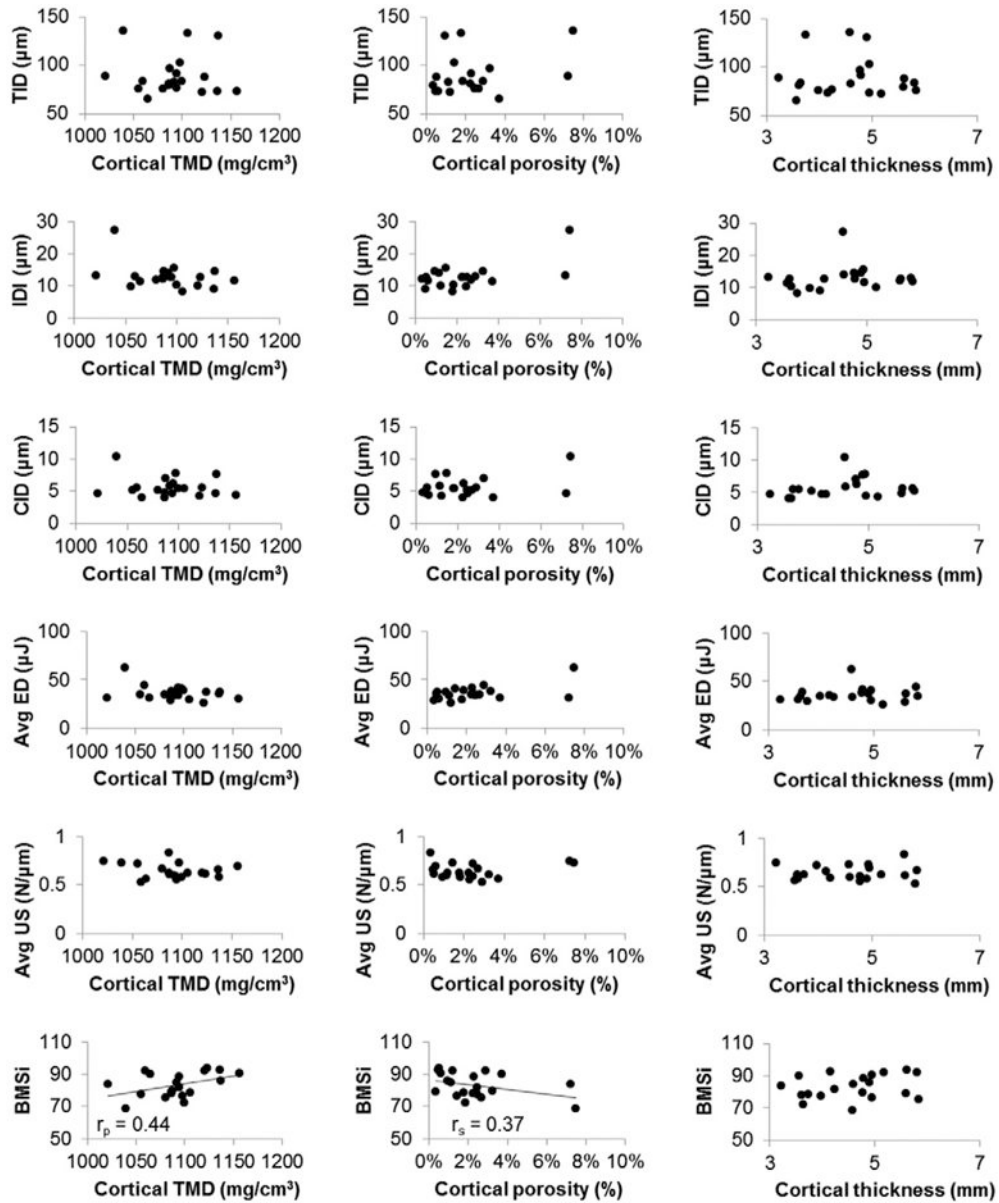 TID (µm)
150
100
50
1000 1050 1100 1150 1200
Cortical TMD (mg/cm³)
TID (µm)
150
100
50
0% 2% 4% 6% 8% 10%
Cortical porosity (%)
TID (µm)
150
100
50
3 5 7
Cortical thickness (mm)
IDI (µm)
30
20
10
0
1000 1050 1100 1150 1200
Cortical TMD (mg/cm³)
IDI (µm)
30
20
10
0
0% 2% 4% 6% 8% 10%
Cortical porosity (%)
IDI (µm)
30
20
10
0
3 5 7
Cortical thickness (mm)
CID (µm)
15
10
5
0
1000 1050 1100 1150 1200
Cortical TMD (mg/cm³)
CID (µm)
15
10
5
0
0% 2% 4% 6% 8% 10%
Cortical porosity (%)
CID (µm)
15
10
5
0
3 5 7
Cortical thickness (mm)
Avg ED (µJ)
100
50
0
1000 1050 1100 1150 1200
Cortical TMD (mg/cm³)
Avg ED (µJ)
100
50
0
0% 2% 4% 6% 8% 10%
Cortical porosity (%)
Avg ED (µJ)
100
50
0
3 5 7
Cortical thickness (mm)
Avg US (N/µm)
1
0.5
0
1000 1050 1100 1150 1200
Cortical TMD (mg/cm³)
Avg US (N/µm)
1
0.5
0
0% 2% 4% 6% 8% 10%
Cortical porosity (%)
Avg US (N/µm)
1
0.5
0
3 5 7
Cortical thickness (mm)
BMSi
110
90
70
50
rp = 0.44
1000 1050 1100 1150 1200
Cortical TMD (mg/cm³)
BMSi
110
90
70
50
rs = 0.37
0% 2% 4% 6% 8% 10%
Cortical porosity (%)
BMSi
110
90
70
50
3 5 7
Cortical thickness (mm)